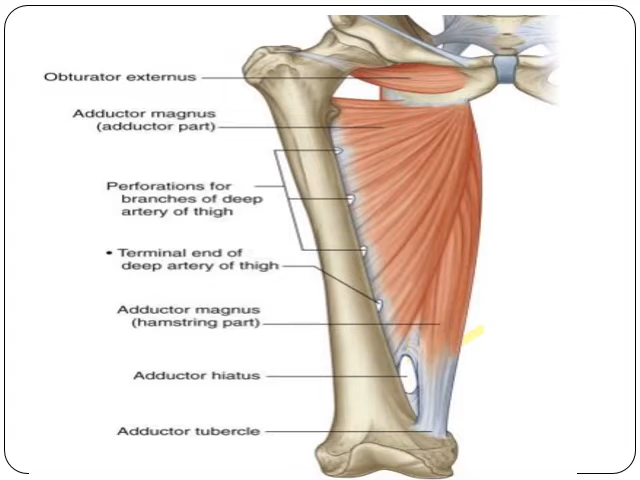 Obturator externus
Adductor magnus
(adductor part)
Perforations for
branches of deep
artery of thigh
• Terminal end of
deep artery of thigh
Adductor magnus
(hamstring part)
Adductor hiatus
Adductor tubercle